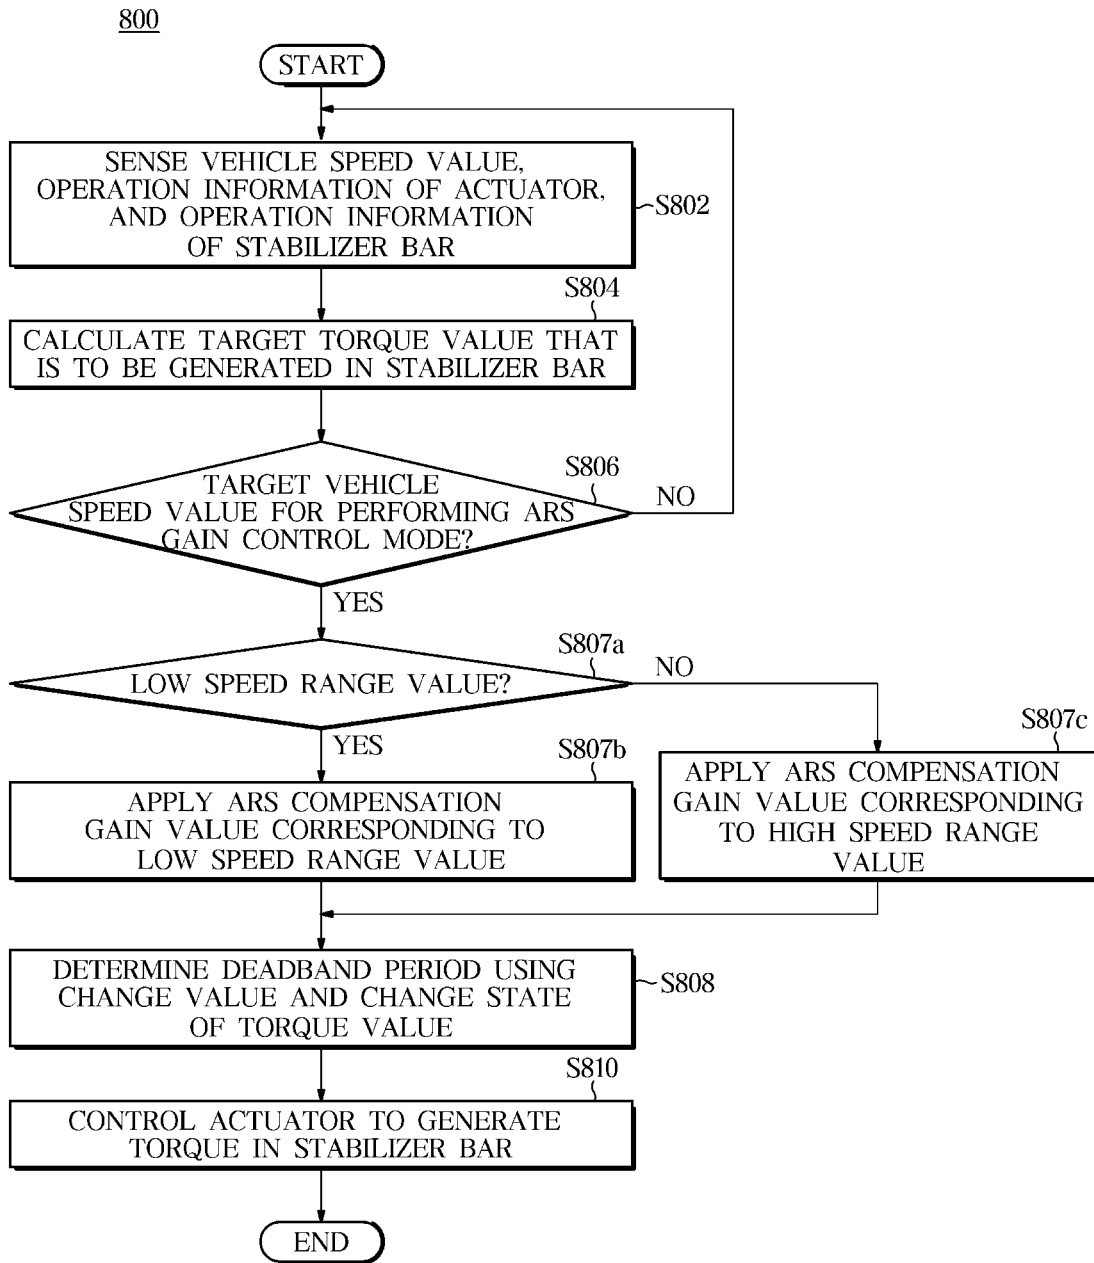 800
START
SENSE VEHICLE SPEED VALUE,
OPERATION INFORMATION OF ACTUATOR,
AND OPERATION INFORMATION
OF STABILIZER BAR
S802
S804
CALCULATE TARGET TORQUE VALUE THAT
IS TO BE GENERATED IN STABILIZER BAR
S806
TARGET VEHICLE
SPEED VALUE FOR PERFORMING ARS
GAIN CONTROL MODE?
NO
YES
S807a
LOW SPEED RANGE VALUE?
NO
YES
S807b
APPLY ARS COMPENSATION
GAIN VALUE CORRESPONDING TO
LOW SPEED RANGE VALUE
S807c
APPLY ARS COMPENSATION
GAIN VALUE CORRESPONDING
TO HIGH SPEED RANGE
VALUE
DETERMINE DEADBAND PERIOD USING
CHANGE VALUE AND CHANGE STATE
OF TORQUE VALUE
S808
S810
CONTROL ACTUATOR TO GENERATE
TORQUE IN STABILIZER BAR
END